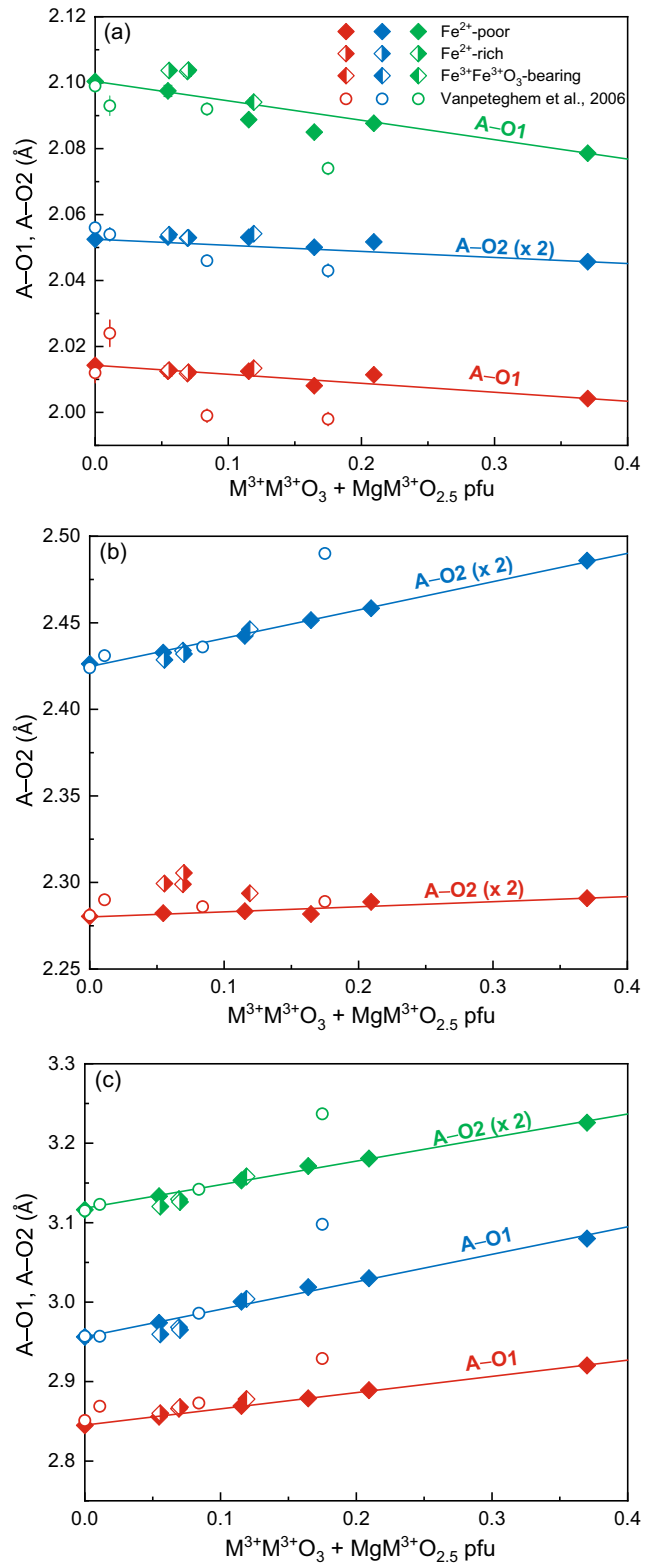 (a)
Fe²⁺-poor
Fe²⁺-rich
Fe³⁺Fe³⁺O₃-bearing
Vanpeteghem et al., 2006
2.12
2.10
2.08
2.06
2.04
2.02
2.00
A–O1, A–O2 (Å)
A–O1
A–O2 (x 2)
A–O1
0.0 0.1 0.2 0.3 0.4
M³⁺M³⁺O₃ + MgM³⁺O₂.₅ pfu
(b)
2.50
2.45
2.40
2.35
2.30
2.25
A–O2 (Å)
A–O2 (x 2)
A–O2 (x 2)
0.0 0.1 0.2 0.3 0.4
M³⁺M³⁺O₃ + MgM³⁺O₂.₅ pfu
(c)
3.3
3.2
3.1
3.0
2.9
2.8
A–O1, A–O2 (Å)
A–O2 (x 2)
A–O1
A–O1
0.0 0.1 0.2 0.3 0.4
M³⁺M³⁺O₃ + MgM³⁺O₂.₅ pfu